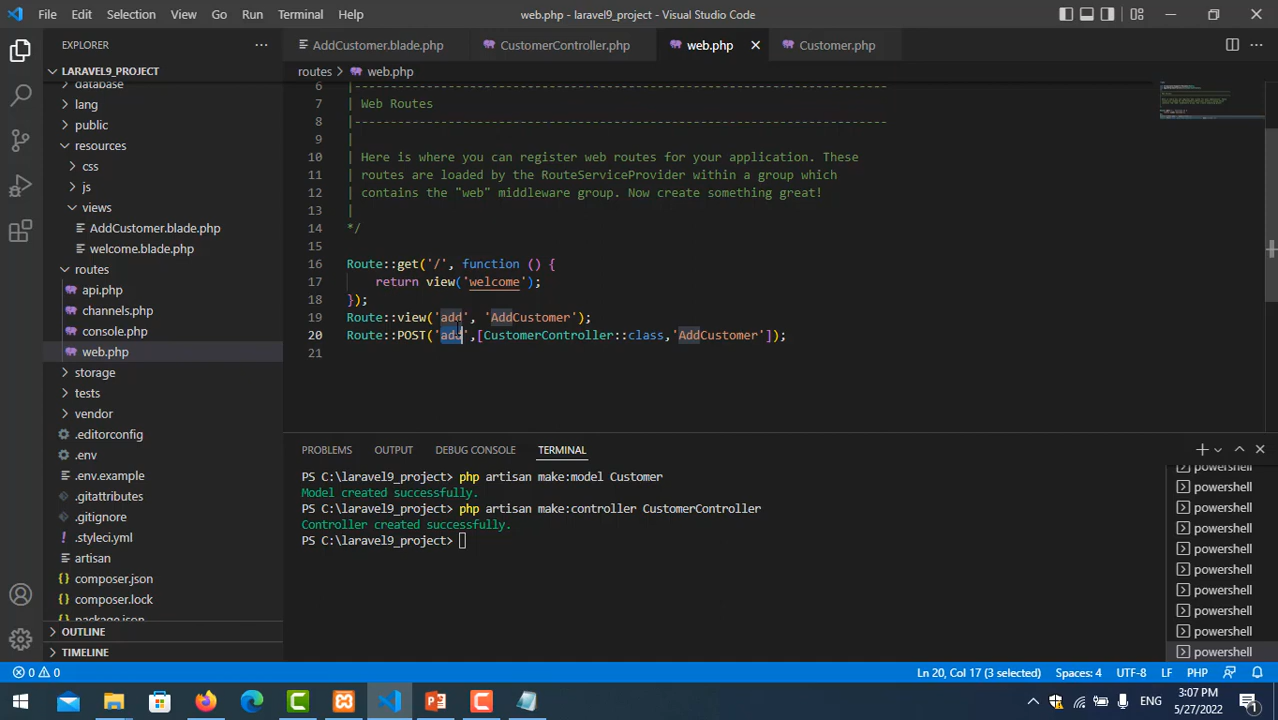 File Edit Selection View Go Run Terminal Help
web.php - laravel9_project - Visual Studio Code
EXPLORER
AddCustomer.blade.php
CustomerController.php
web.php
Customer.php
LARAVEL9_PROJECT
database
lang
public
resources
css
js
views
AddCustomer.blade.php
welcome.blade.php
routes
api.php
channels.php
console.php
web.php
storage
tests
vendor
.editorconfig
.env
.env.example
.gitattributes
.gitignore
.styleci.yml
artisan
composer.json
composer.lock
package.json
OUTLINE
TIMELINE
routes > web.php
6 |--------------------------------------------------------------------------
7 | Web Routes
8 |--------------------------------------------------------------------------
9 |
10 | Here is where you can register web routes for your application. These
11 | routes are loaded by the RouteServiceProvider within a group which
12 | contains the "web" middleware group. Now create something great!
13 |
14 */
15
16 Route::get('/', function () {
17 return view('welcome');
18 });
19 Route::view('add', 'AddCustomer');
20 Route::POST('add',[CustomerController::class,'AddCustomer']);
21
PROBLEMS OUTPUT DEBUG CONSOLE TERMINAL
PS C:\laravel9_project> php artisan make:model Customer
Model created successfully.
PS C:\laravel9_project> php artisan make:controller CustomerController
Controller created successfully.
PS C:\laravel9_project>
powershell
powershell
powershell
powershell
powershell
powershell
powershell
powershell
powershell
powershell
0 0
Ln 20, Col 17 (3 selected) Spaces: 4 UTF-8 LF PHP
ENG
3:07 PM
5/27/2022
1